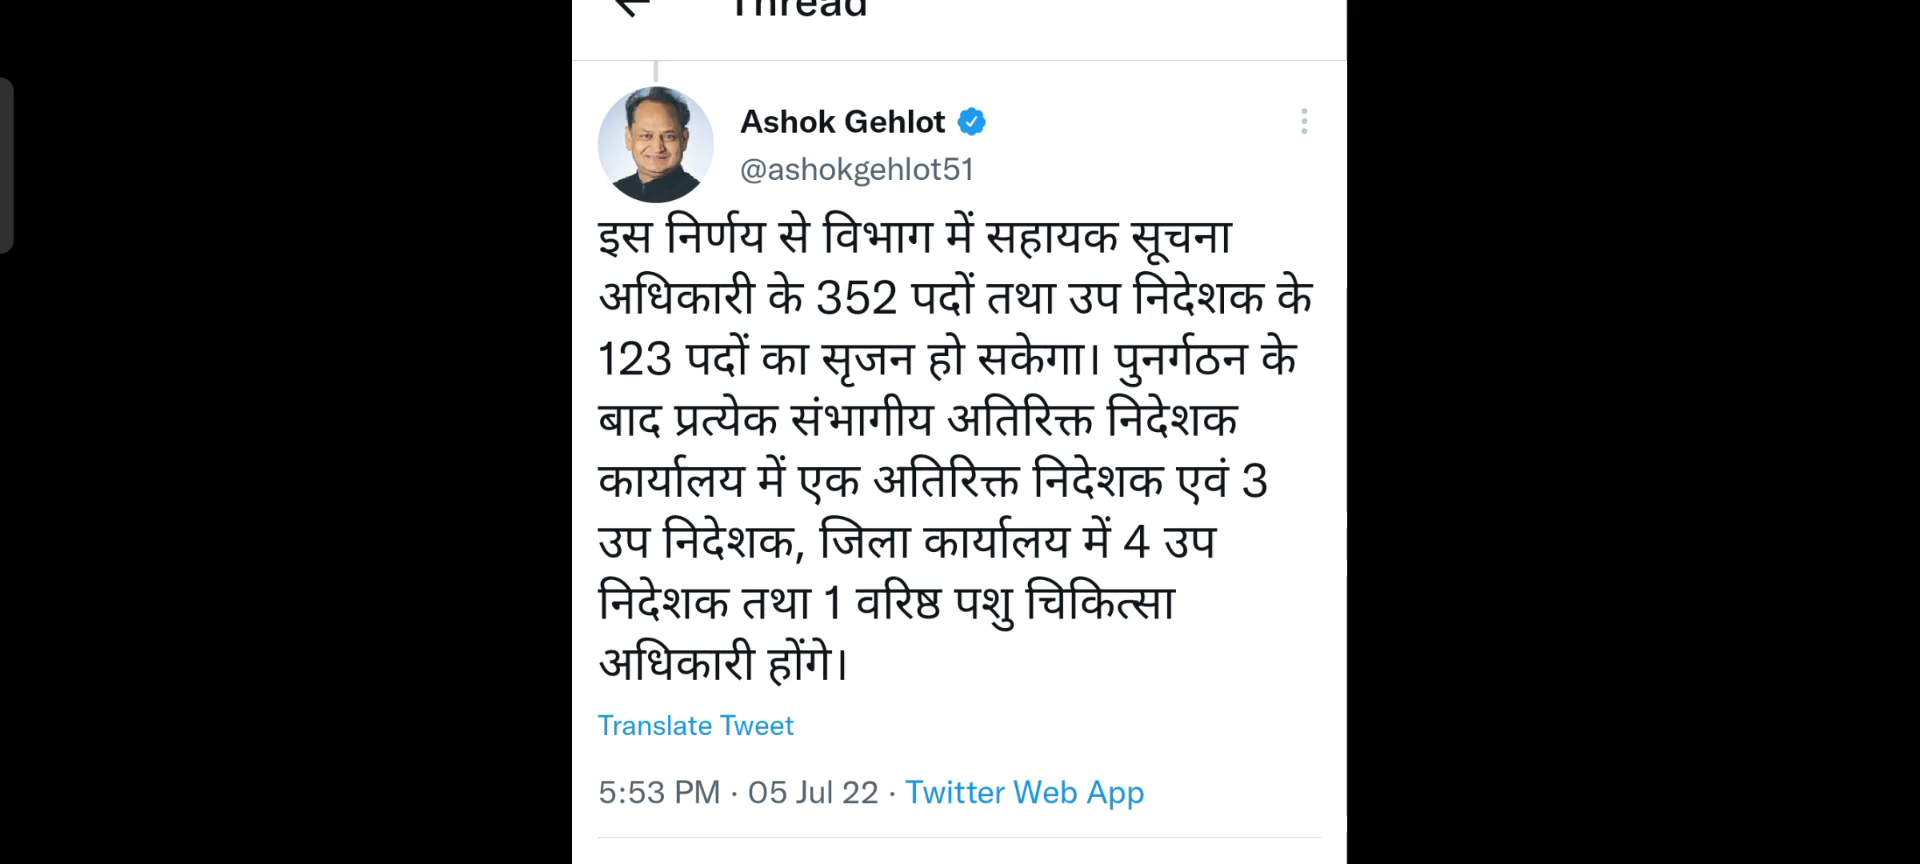 Thread
Ashok Gehlot
@ashokgehlot51
इस निर्णय से विभाग में सहायक सूचना
अधिकारी के 352 पदों तथा उप निदेशक के
123 पदों का सृजन हो सकेगा। पुनर्गठन के
बाद प्रत्येक संभागीय अतिरिक्त निदेशक
कार्यालय में एक अतिरिक्त निदेशक एवं 3
उप निदेशक, जिला कार्यालय में 4 उप
निदेशक तथा 1 वरिष्ठ पशु चिकित्सा
अधिकारी होंगे।
Translate Tweet
5:53 PM · 05 Jul 22 · Twitter Web App